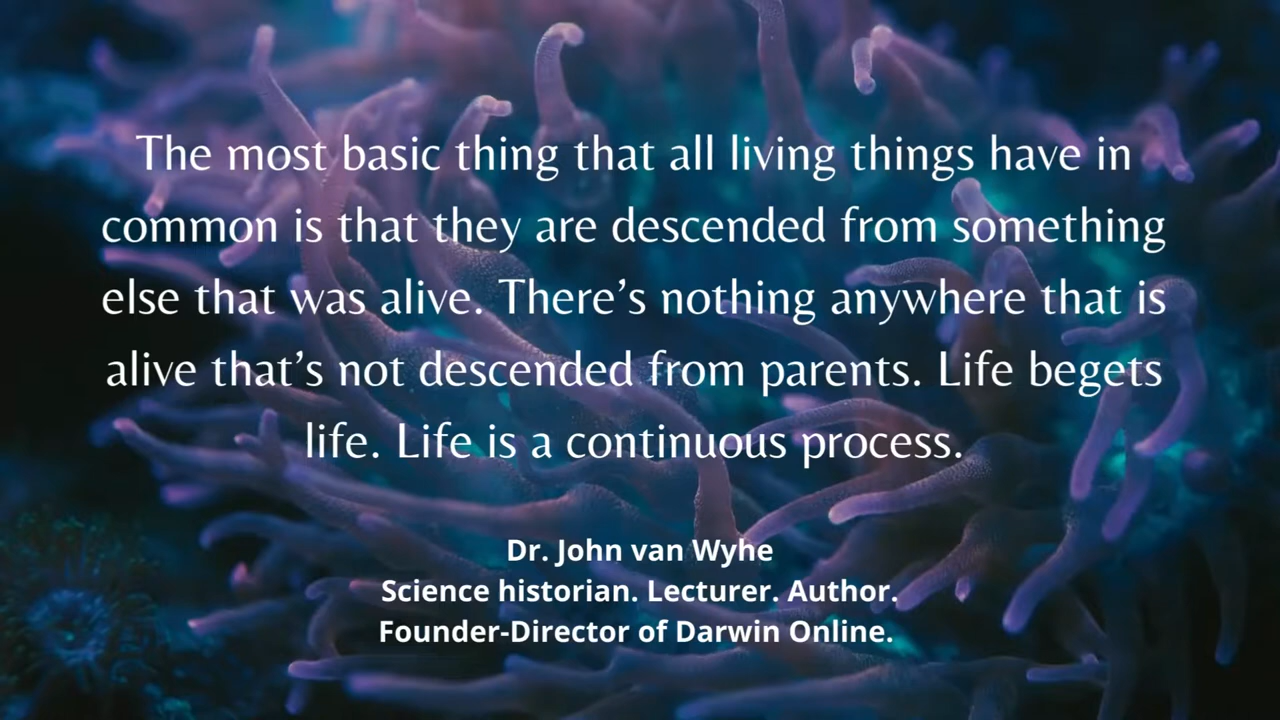 The most basic thing that all living things have in
common is that they are descended from something
else that was alive. There’s nothing anywhere that is
alive that’s not descended from parents. Life begets
life. Life is a continuous process.
Dr. John van Wyhe
Science historian. Lecturer. Author.
Founder-Director of Darwin Online.